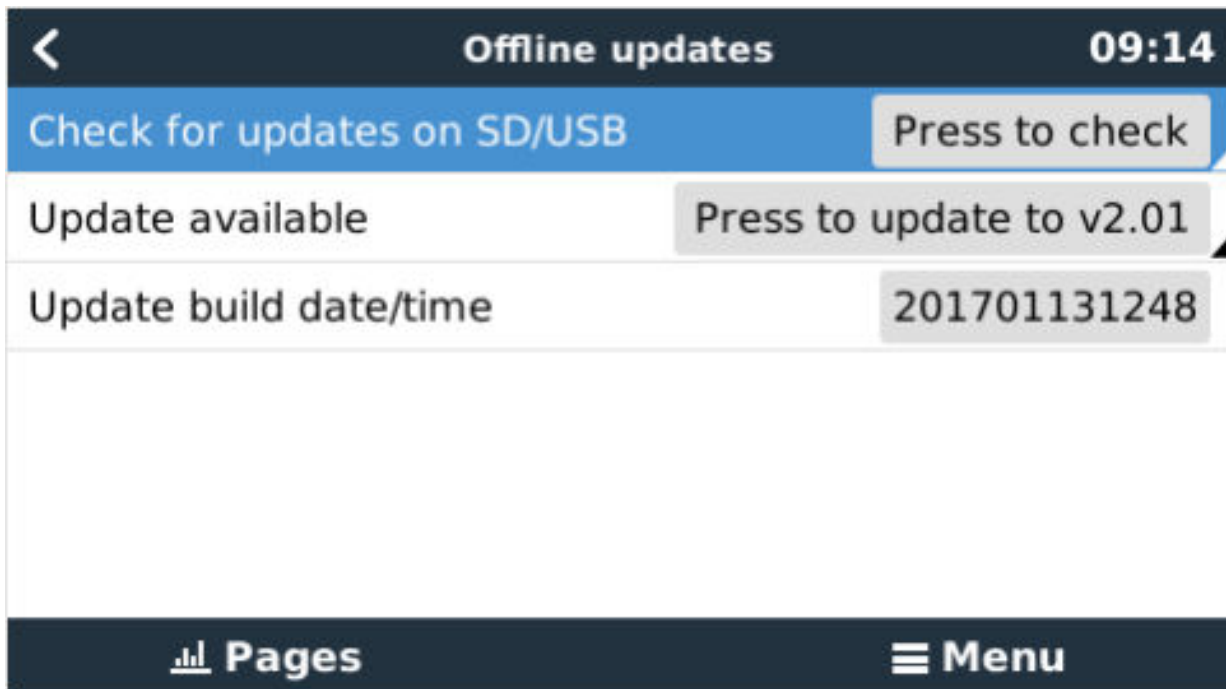 Offline updates 09:14
Check for updates on SD/USB Press to check
Update available Press to update to v2.01
Update build date/time 201701131248
Pages Menu